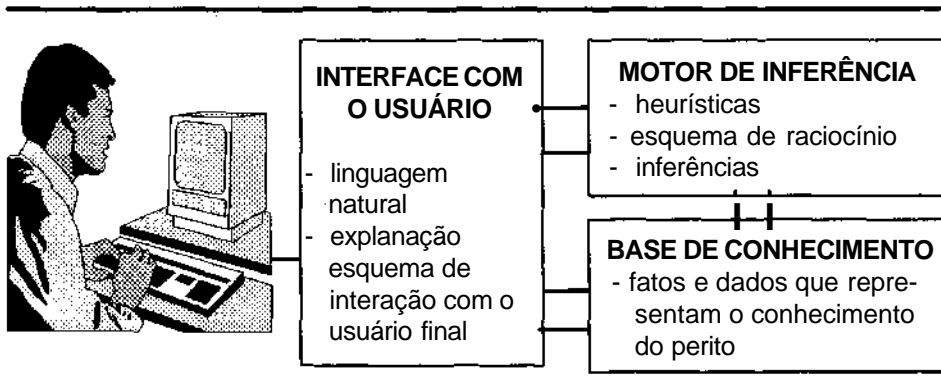 INTERFACE COM
O USUÁRIO
- linguagem
natural
- explanação
esquema de
interação com o
usuário final
MOTOR DE INFERÊNCIA
- heurísticas
- esquema de raciocínio
- inferências
BASE DE CONHECIMENTO
- fatos e dados que repre-
sentam o conhecimento
do perito